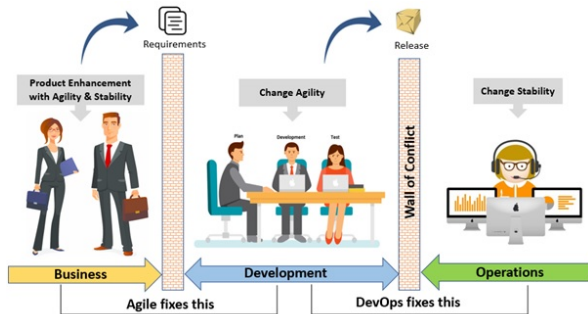 Requirements
Release
Product Enhancement
with Agility & Stability
Change Agility
Change Stability
Plan
Development
Test
Wall of Conflict
Business
Development
Operations
Agile fixes this
DevOps fixes this